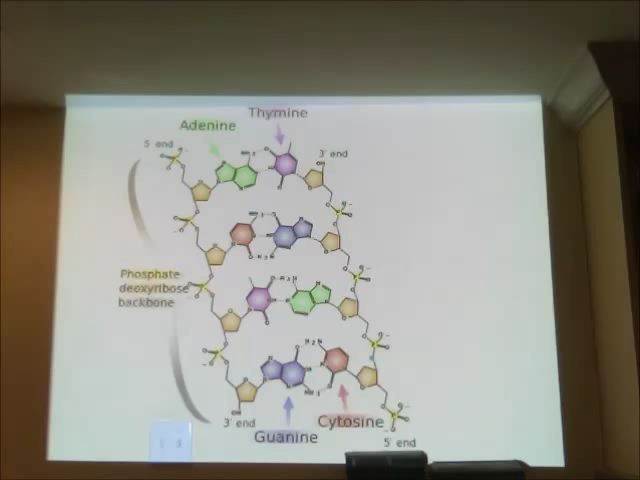 Thymine
Adenine
5' end
3' end
Phosphate
deoxyribose
backbone
3' end
Cytosine
Guanine
5' end